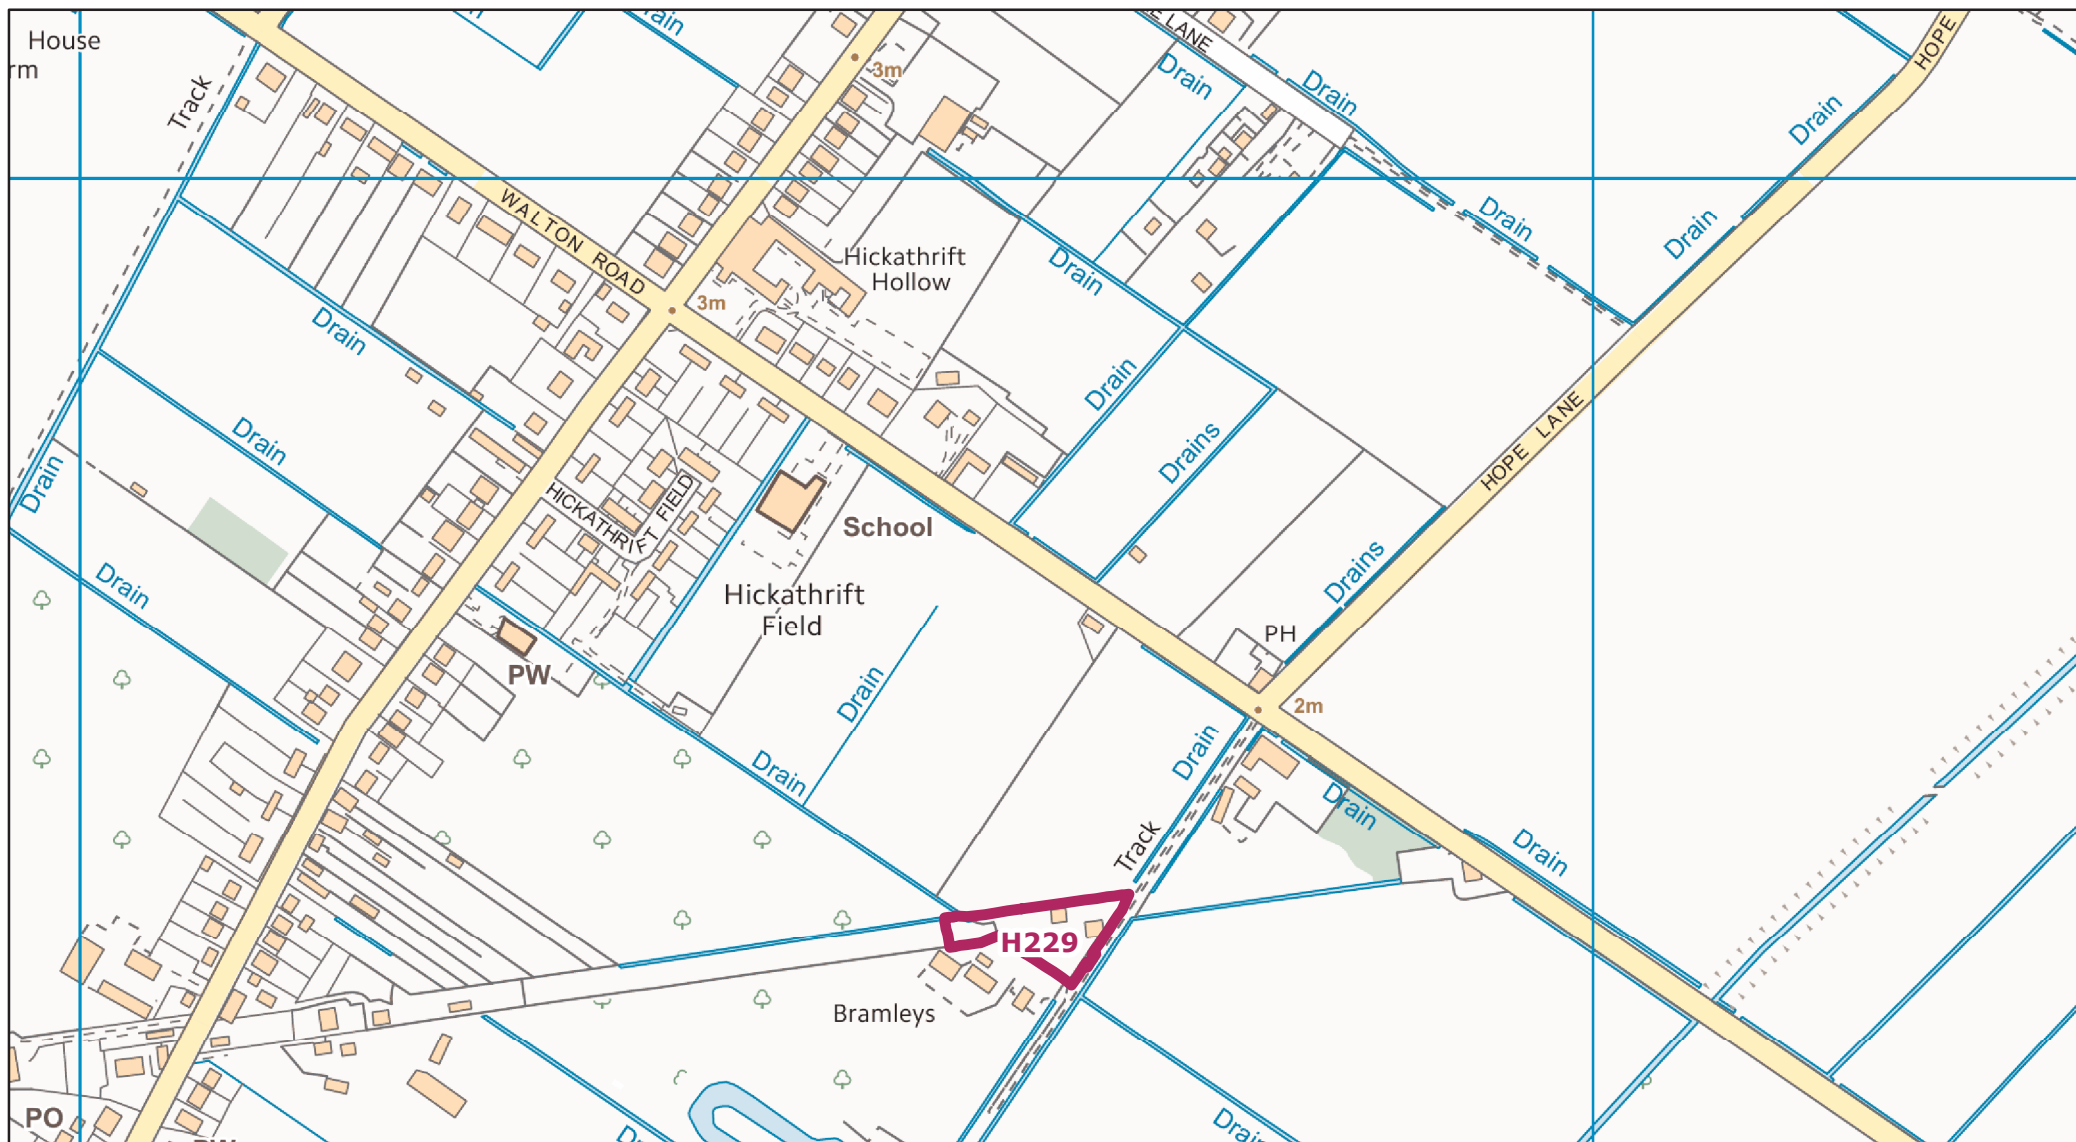 House
rm
Track
Drain
3m
E LANE
Drain
Drain
HOPE
Drain
WALTON ROAD
Hickathrift
Hollow
Drain
Drain
Drain
3m
Drain
Drain
Drain
HOPE LANE
Drains
Drain
HICKATHRIFT FIELD
School
Drains
Drain
Hickathrift
Field
PH
PW
Drain
2m
Drain
Drain
Drain
Track
Drain
H229
Bramleys
PO
Drain